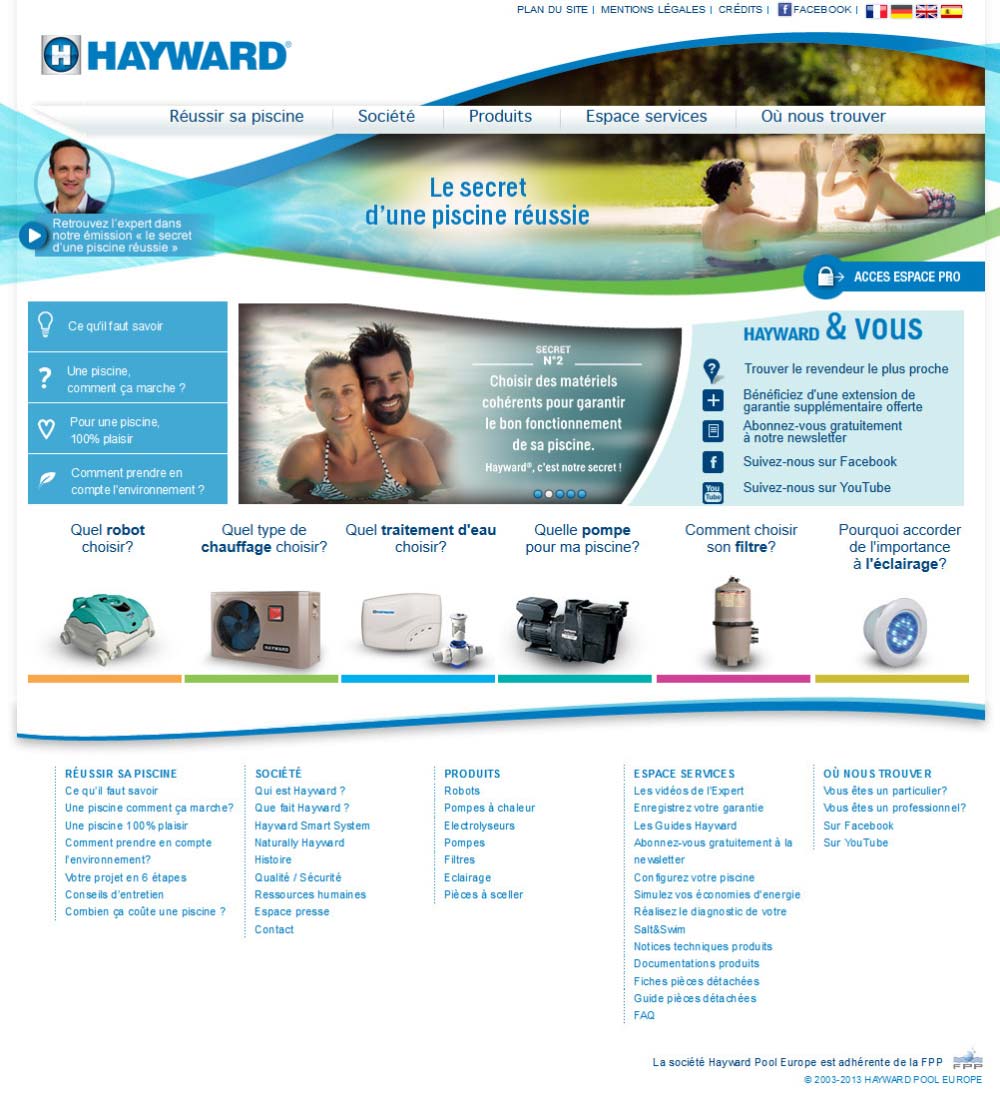 PLAN DU SITE | MENTIONS LÉGALES | CRÉDITS | FACEBOOK |
H HAYWARD®
Réussir sa piscine
Société
Produits
Espace services
Où nous trouver
Le secret
d'une piscine réussie
Retrouvez l'expert dans
notre émission « le secret
d'une piscine réussie »
ACCES ESPACE PRO
Ce qu'il faut savoir
Une piscine,
comment ça marche ?
Pour une piscine,
100% plaisir
Comment prendre en
compte l'environnement ?
SECRET
N°2
Choisir des matériels
cohérents pour garantir
le bon fonctionnement
de sa piscine.
Hayward®, c'est notre secret !
HAYWARD & VOUS
Trouver le revendeur le plus proche
Bénéficiez d'une extension de
garantie supplémentaire offerte
Abonnez-vous gratuitement
à notre newsletter
Suivez-nous sur Facebook
You
Tube
Suivez-nous sur YouTube
Quel robot
choisir?
Quel type de
chauffage choisir?
Quel traitement d'eau
choisir?
Quelle pompe
pour ma piscine?
Comment choisir
son filtre?
Pourquoi accorder
de l'importance
à l'éclairage?
HAYWARD
HAYWARD
RÉUSSIR SA PISCINE
Ce qu'il faut savoir
Une piscine comment ça marche?
Une piscine 100% plaisir
Comment prendre en compte
l'environnement?
Votre projet en 6 étapes
Conseils d'entretien
Combien ça coûte une piscine ?
SOCIÉTÉ
Qui est Hayward ?
Que fait Hayward ?
Hayward Smart System
Naturally Hayward
Histoire
Qualité / Sécurité
Ressources humaines
Espace presse
Contact
PRODUITS
Robots
Pompes à chaleur
Electrolyseurs
Pompes
Filtres
Eclairage
Pièces à sceller
ESPACE SERVICES
Les vidéos de l'Expert
Enregistrez votre garantie
Les Guides Hayward
Abonnez-vous gratuitement à la
newsletter
Configurez votre piscine
Simulez vos économies d'energie
Réalisez le diagnostic de votre
Salt&Swim
Notices techniques produits
Documentations produits
Fiches pièces détachées
Guide pièces détachées
FAQ
OÙ NOUS TROUVER
Vous êtes un particulier?
Vous êtes un professionnel?
Sur Facebook
Sur YouTube
La société Hayward Pool Europe est adhérente de la FPP
FPP
© 2003-2013 HAYWARD POOL EUROPE